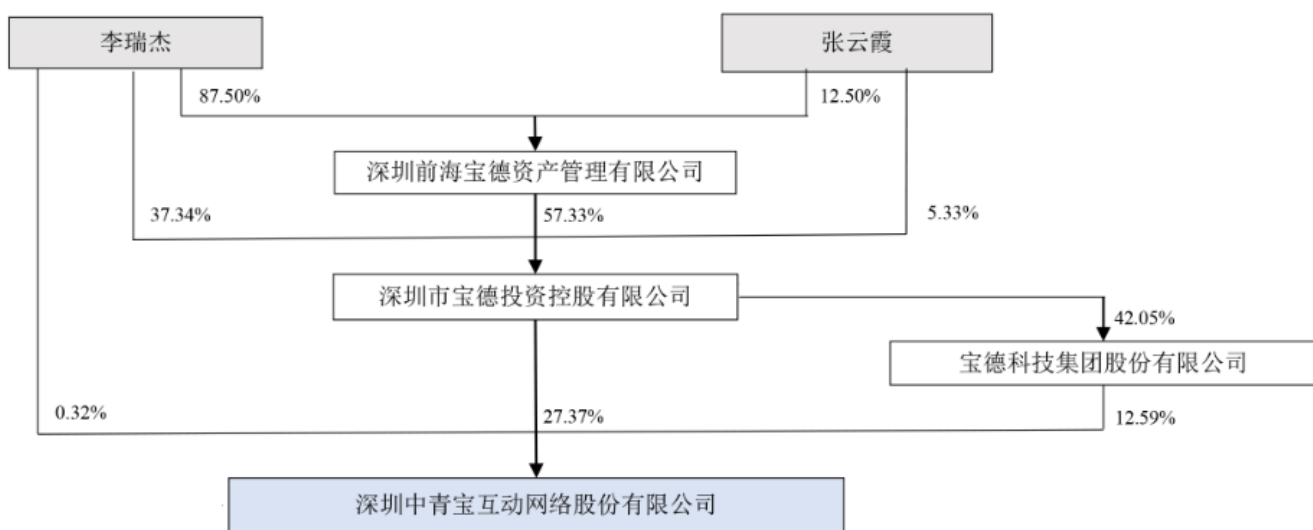 李瑞杰
张云霞
87.50%
12.50%
深圳前海宝德资产管理有限公司
37.34%
57.33%
5.33%
深圳市宝德投资控股有限公司
42.05%
宝德科技集团股份有限公司
0.32%
27.37%
12.59%
深圳中青宝互动网络股份有限公司